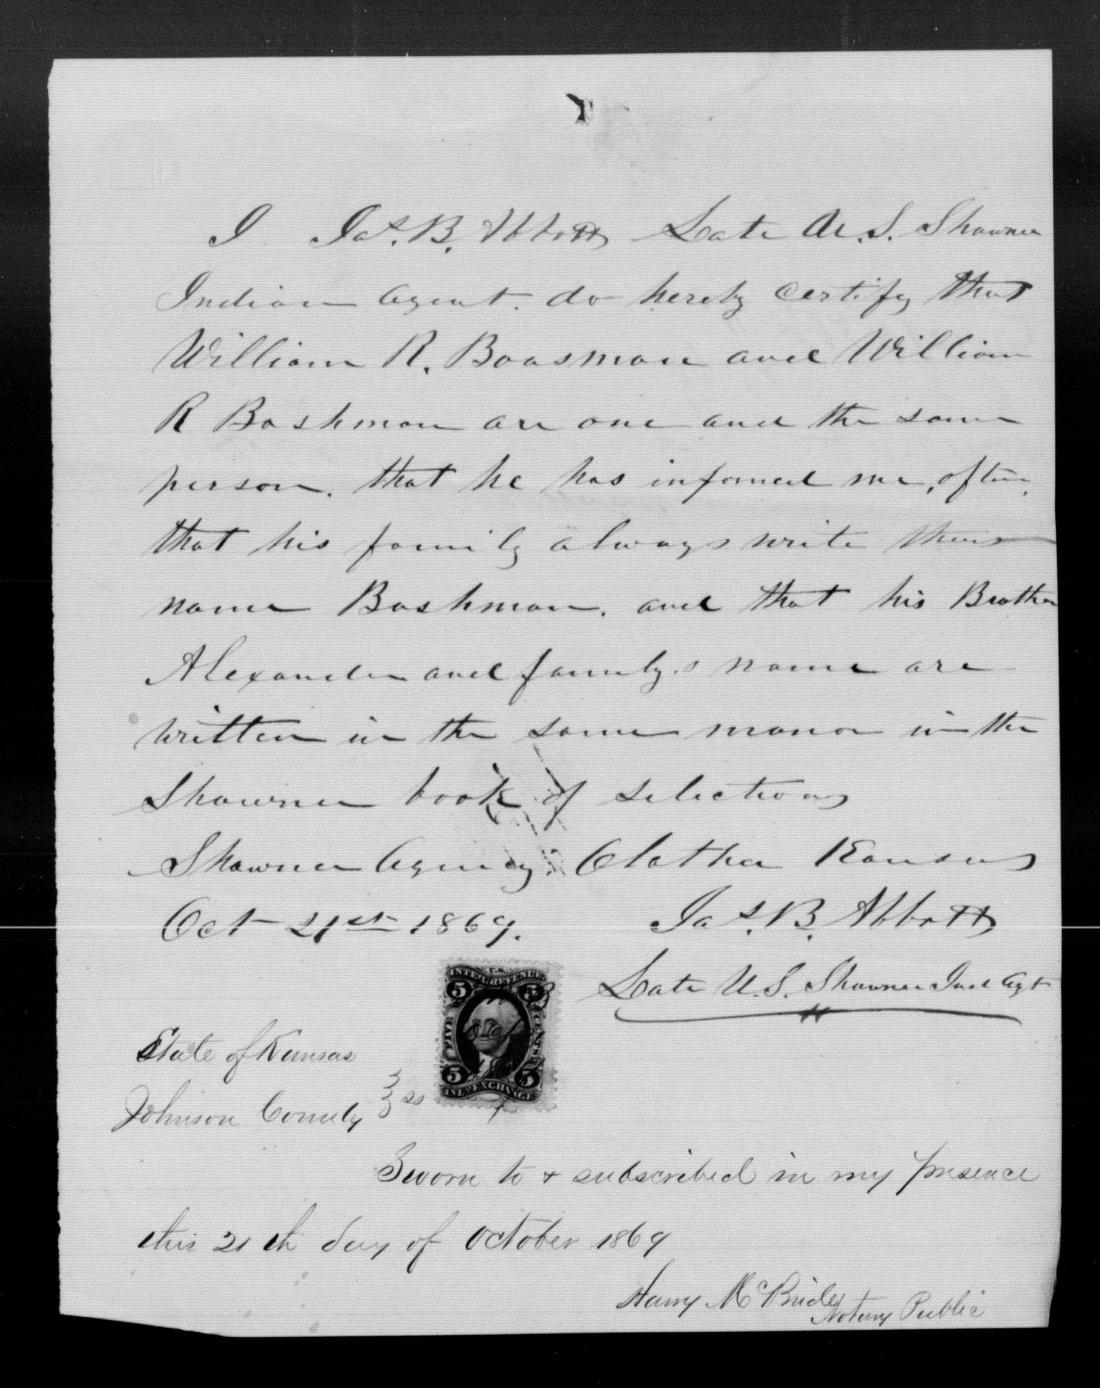 I Jas. B. Abbott Late U. S. Shawnee
Indian Agent. do hereby certify that
William R. Boasman and William
R Bashman are one and the same
person. that he has informed me, often,
that his family always write their
name Bashman. and that his Brother
Alexander and family,s name are
written in the same manor in the
Shawnee book of selections
Shawnee Agency. Olatha Kansas
Oct 21st 1869.
Jas. B. Abbott
Late U. S. Shawnee Ind Agt
U.S.
INTER. REVENUE
5 5
FIVE CENTS
5 5
INL. EXCHANGE
State of Kansas
Johnson County } ss
Sworn to + subscribed in my presence
this 21th day of October 1869
Harry McBride
Notary Public